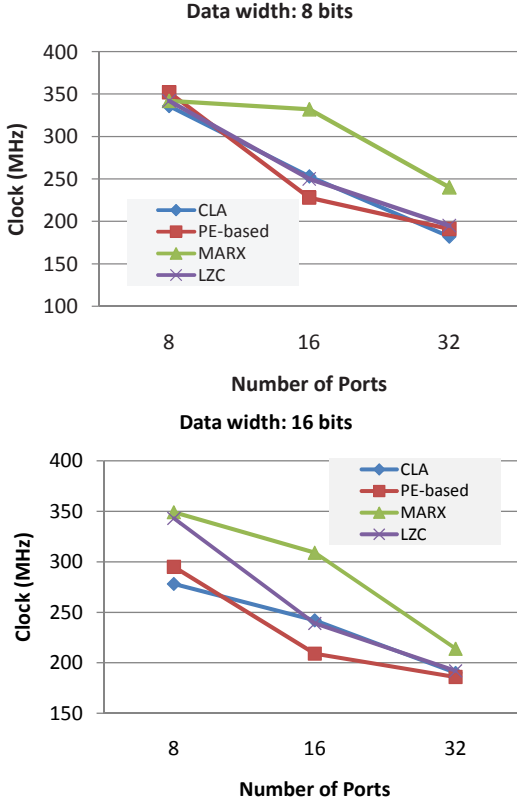 Data width: 8 bits
400
350
300
250
200
150
100
Clock (MHz)
CLA
PE-based
MARX
LZC
8 16 32
Number of Ports
Data width: 16 bits
400
350
300
250
200
150
Clock (MHz)
CLA
PE-based
MARX
LZC
8 16 32
Number of Ports